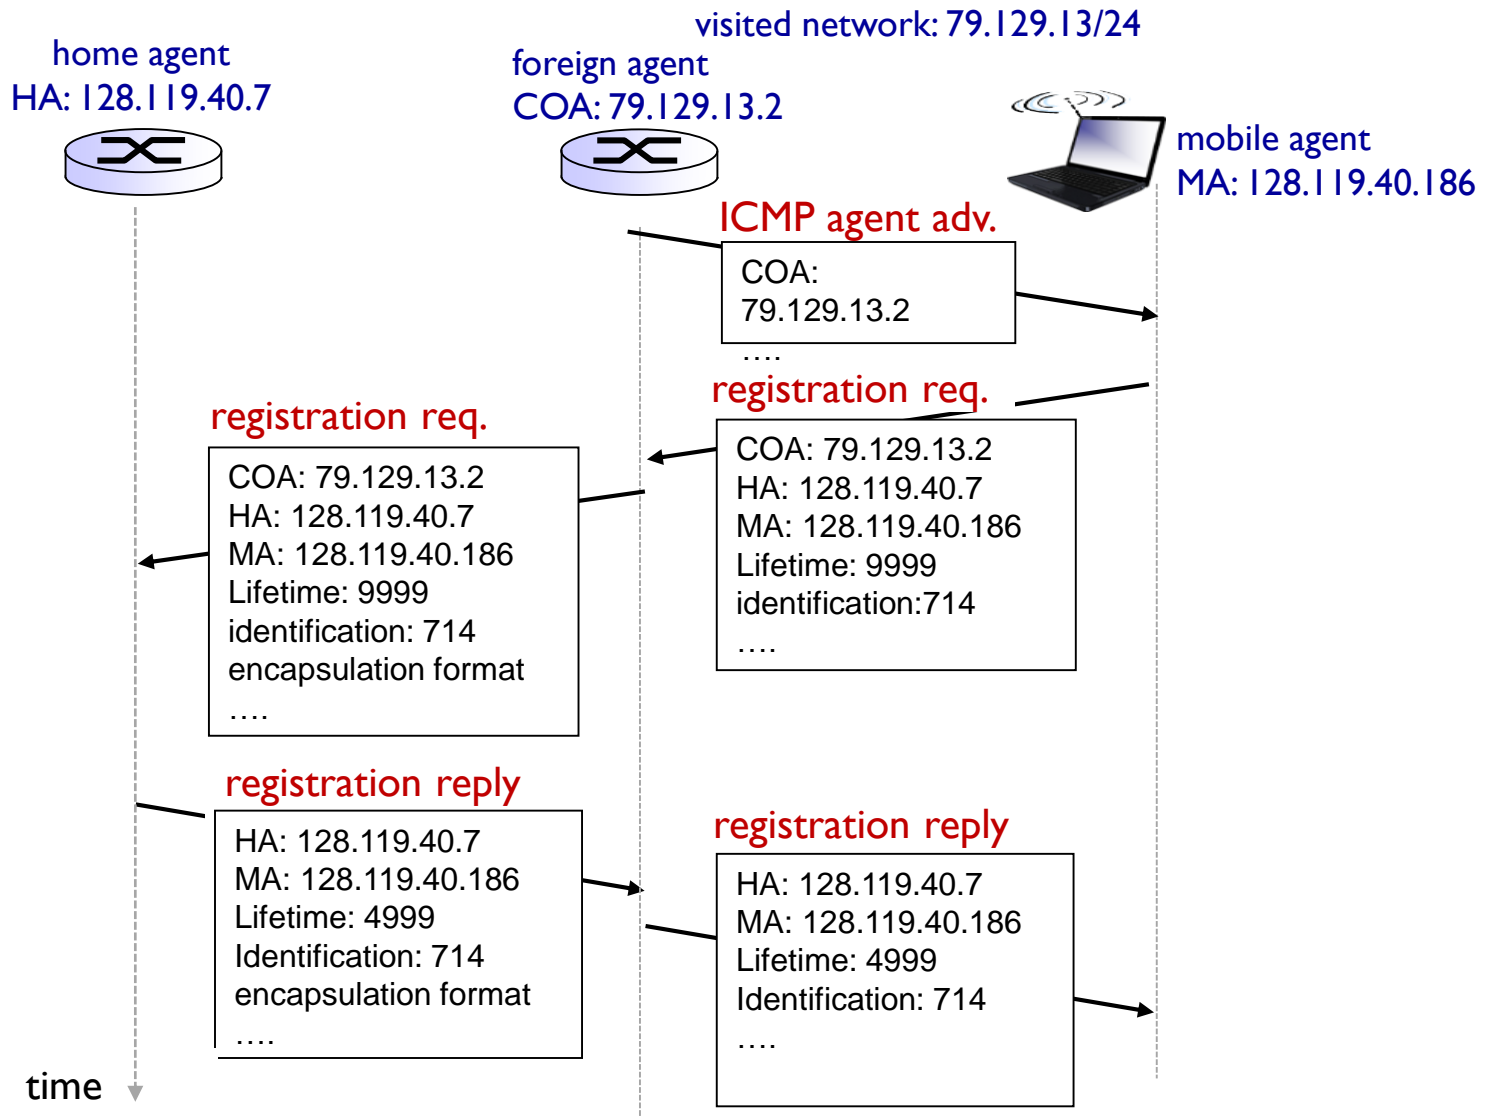 visited network: 79.129.13/24
home agent
HA: 128.119.40.7
foreign agent
COA: 79.129.13.2
mobile agent
MA: 128.119.40.186
ICMP agent adv.
COA:
79.129.13.2
….
registration req.
COA: 79.129.13.2
HA: 128.119.40.7
MA: 128.119.40.186
Lifetime: 9999
identification:714
….
registration req.
COA: 79.129.13.2
HA: 128.119.40.7
MA: 128.119.40.186
Lifetime: 9999
identification: 714
encapsulation format
….
registration reply
HA: 128.119.40.7
MA: 128.119.40.186
Lifetime: 4999
Identification: 714
encapsulation format
….
registration reply
HA: 128.119.40.7
MA: 128.119.40.186
Lifetime: 4999
Identification: 714
….
time